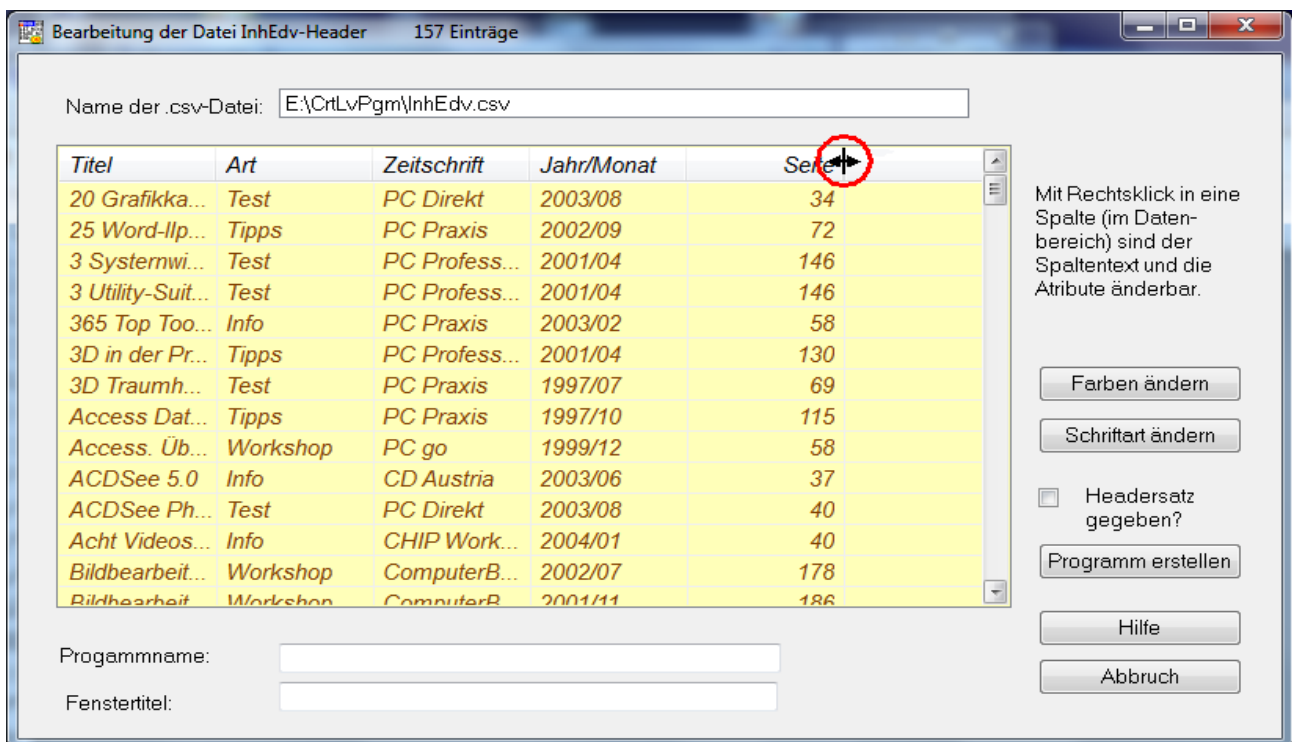 Bearbeitung der Datei InhEdv-Header 157 Einträge
Name der .csv-Datei: E:\CrtLvPgm\InhEdv.csv
Titel Art Zeitschrift Jahr/Monat Seite
20 Grafikka... Test PC Direkt 2003/08 34
25 Word-llp... Tipps PC Praxis 2002/09 72
3 Systemwi... Test PC Profess... 2001/04 146
3 Utility-Suit... Test PC Profess... 2001/04 146
365 Top Too... Info PC Praxis 2003/02 58
3D in der Pr... Tipps PC Profess... 2001/04 130
3D Traumh... Test PC Praxis 1997/07 69
Access Dat... Tipps PC Praxis 1997/10 115
Access. Üb... Workshop PC go 1999/12 58
ACDSee 5.0 Info CD Austria 2003/06 37
ACDSee Ph... Test PC Direkt 2003/08 40
Acht Videos... Info CHIP Work... 2004/01 40
Bildbearbeit... Workshop ComputerB... 2002/07 178
Bildbearbeit... Workshop ComputerB... 2001/11 186
Mit Rechtsklick in eine
Spalte (im Daten-
bereich) sind der
Spaltentext und die
Atribute änderbar.
Farben ändern
Schriftart ändern
Headersatz
gegeben?
Programm erstellen
Hilfe
Abbruch
Progammname:
Fenstertitel: